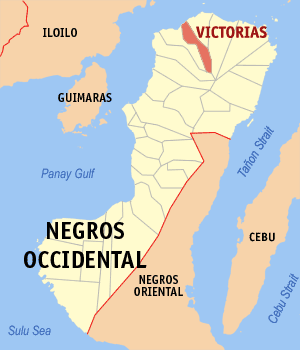 ILOILO
VICTORIAS
GUIMARAS
Tañon Strait
Panay Gulf
NEGROS
OCCIDENTAL
CEBU
NEGROS
ORIENTAL
Cebu Strait
Sulu Sea